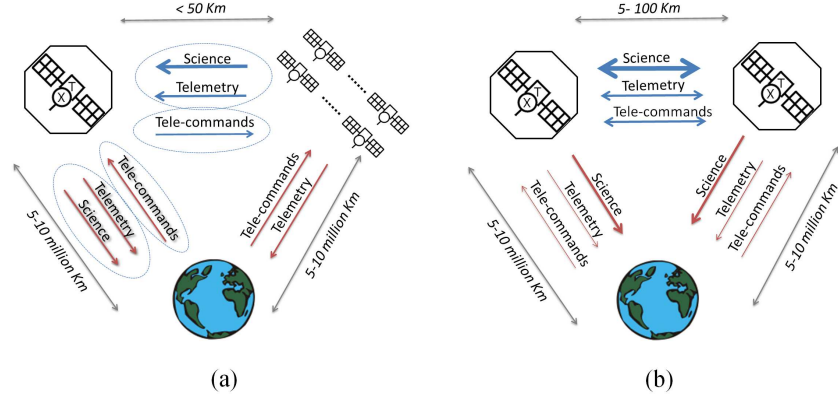 < 50 Km
X T
Science
Telemetry
Tele-commands
Tele-commands
Telemetry
Science
5-10 million Km
Tele-commands
Telemetry
5-10 million Km
(a)
5- 100 Km
X T
X T
Science
Telemetry
Tele-commands
Science
Telemetry
Tele-commands
5-10 million Km
Science
Telemetry
Tele-commands
5-10 million Km
(b)